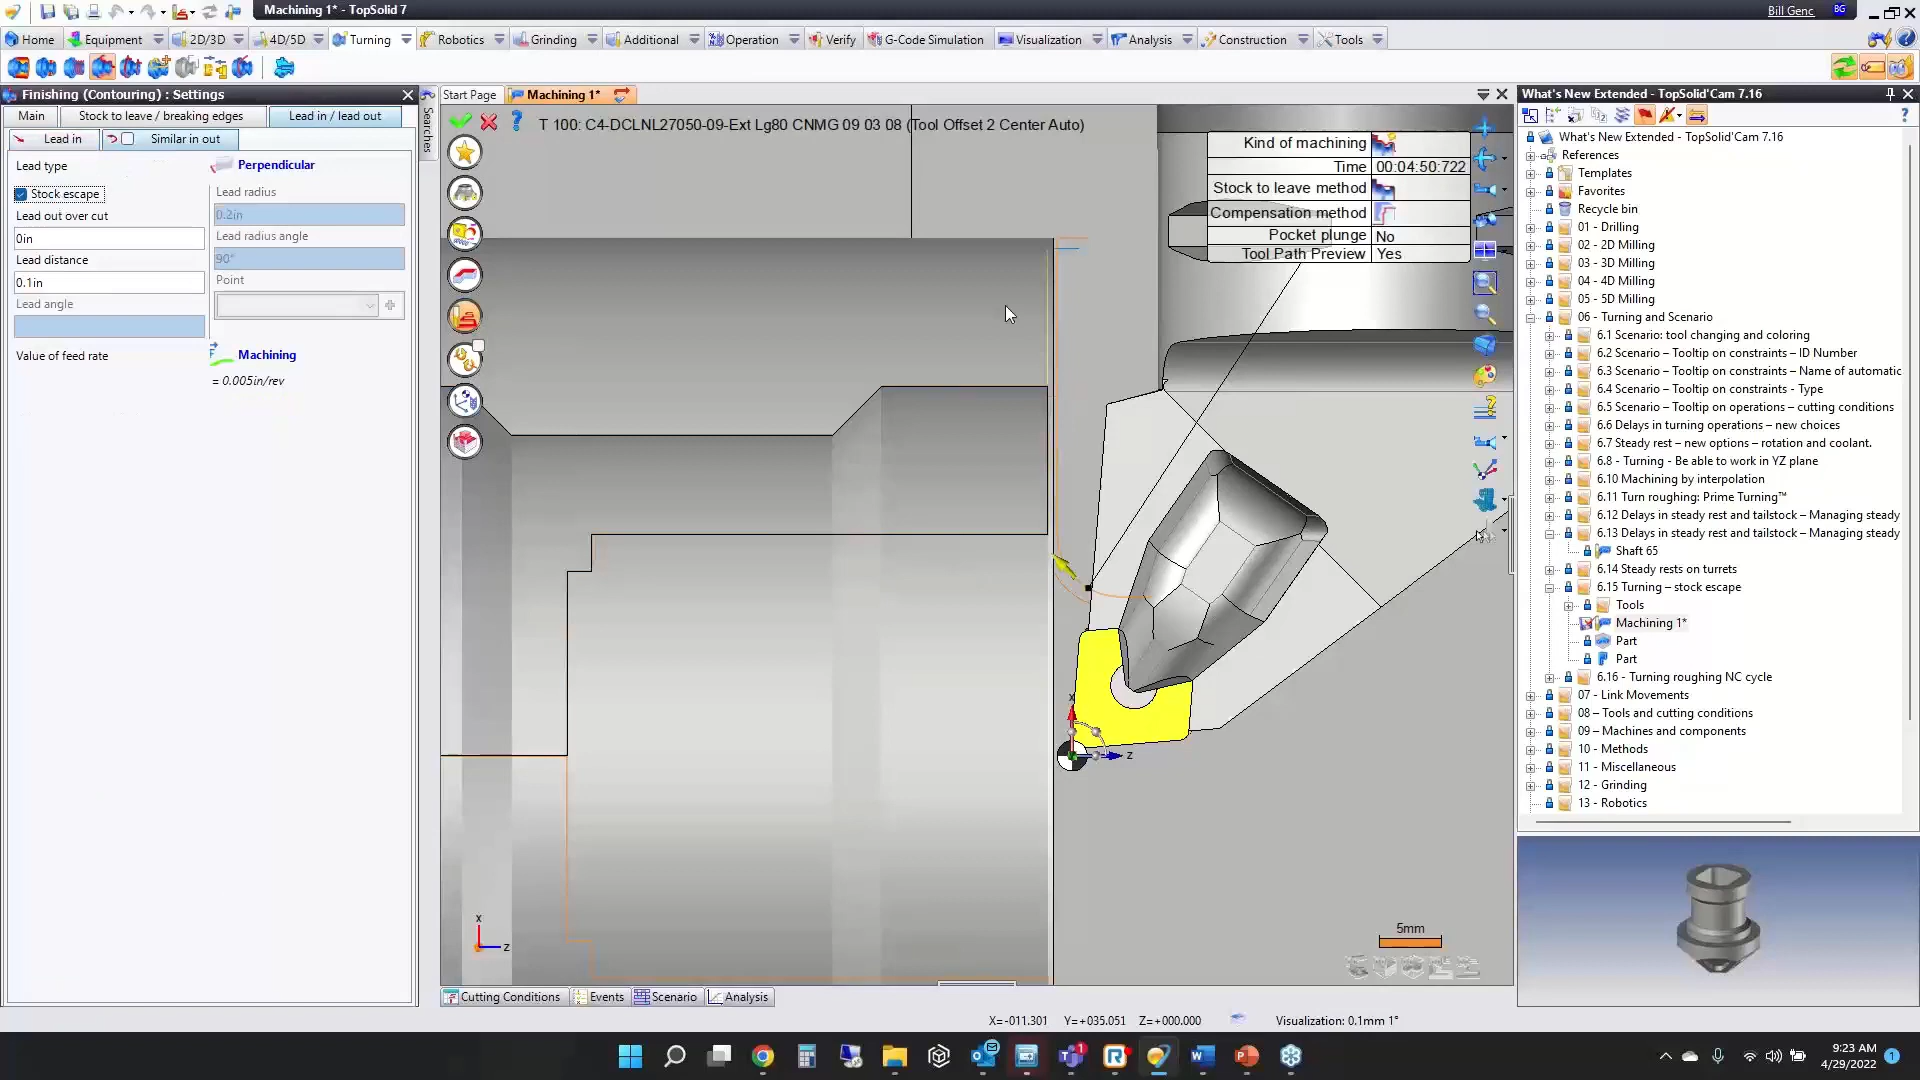 Machining 1* - TopSolid 7
Bill Genc
BG
Home
Equipment
2D/3D
4D/5D
Turning
Robotics
Grinding
Additional
Operation
Verify
G-Code Simulation
Visualization
Analysis
Construction
Tools
Finishing (Contouring) : Settings
Main
Stock to leave / breaking edges
Lead in / lead out
Lead in
Similar in out
Lead type
Perpendicular
Stock escape
Lead radius
Lead out over cut
0.2in
0in
Lead radius angle
Lead distance
90°
0.1in
Point
Lead angle
Value of feed rate
Machining
= 0.005in/rev
Searches
Start Page
Machining 1*
T 100: C4-DCLNL27050-09-Ext Lg80 CNMG 09 03 08 (Tool Offset 2 Center Auto)
Kind of machining
Time 00:04:50:722
Stock to leave method
Compensation method
Pocket plunge No
Tool Path Preview Yes
x
z
x
z
5mm
Cutting Conditions
Events
Scenario
Analysis
X=-011.301 Y=+035.051 Z=+000.000
Visualization: 0.1mm 1°
What's New Extended - TopSolid'Cam 7.16
What's New Extended - TopSolid'Cam 7.16
References
Templates
Favorites
Recycle bin
01 - Drilling
02 - 2D Milling
03 - 3D Milling
04 - 4D Milling
05 - 5D Milling
06 - Turning and Scenario
6.1 Scenario: tool changing and coloring
6.2 Scenario – Tooltip on constraints – ID Number
6.3 Scenario – Tooltip on constraints – Name of automatic
6.4 Scenario – Tooltip on constraints - Type
6.5 Scenario – Tooltip on operations – cutting conditions
6.6 Delays in turning operations – new choices
6.7 Steady rest – new options – rotation and coolant.
6.8 - Turning - Be able to work in YZ plane
6.10 Machining by interpolation
6.11 Turn roughing: Prime Turning™
6.12 Delays in steady rest and tailstock – Managing steady
6.13 Delays in steady rest and tailstock – Managing steady
Shaft 65
6.14 Steady rests on turrets
6.15 Turning – stock escape
Tools
Machining 1*
Part
Part
6.16 - Turning roughing NC cycle
07 - Link Movements
08 – Tools and cutting conditions
09 – Machines and components
10 - Methods
11 - Miscellaneous
12 - Grinding
13 - Robotics
9:23 AM
4/29/2022
1